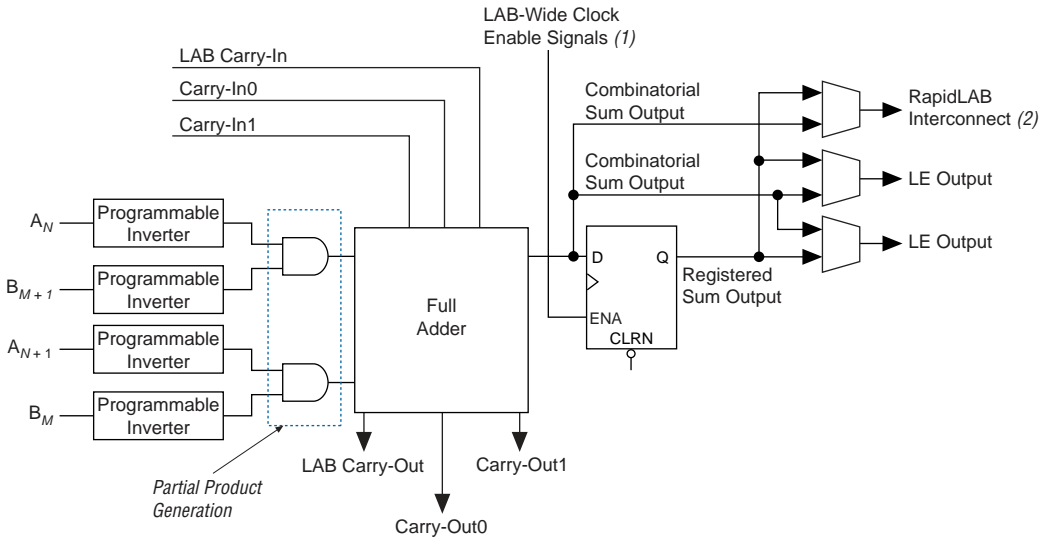 LAB-Wide Clock
Enable Signals (1)
LAB Carry-In
Carry-In0
Carry-In1
Combinatorial
Sum Output
RapidLAB
Interconnect (2)
Combinatorial
Sum Output
LE Output
LE Output
A_N
Programmable
Inverter
B_{M + 1}
Programmable
Inverter
A_{N + 1}
Programmable
Inverter
B_M
Programmable
Inverter
Full
Adder
D
Q
ENA
CLRN
Registered
Sum Output
LAB Carry-Out
Carry-Out1
Carry-Out0
Partial Product
Generation